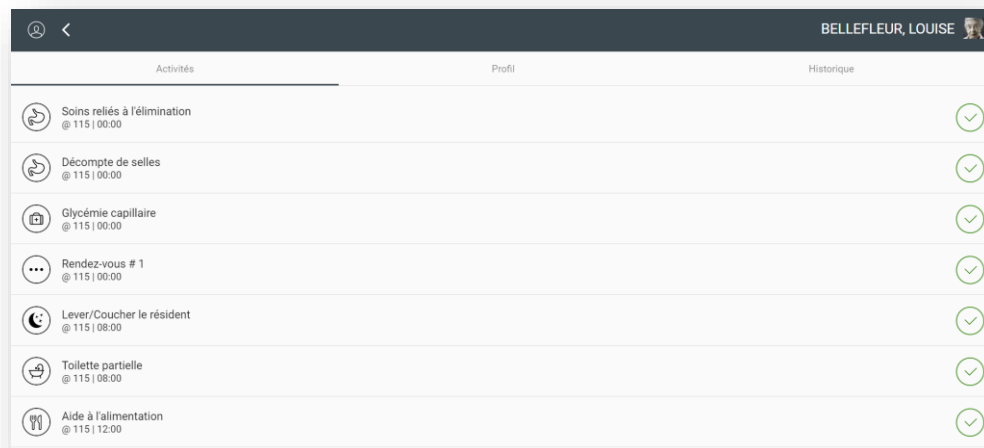 BELLEFLEUR, LOUISE
Activités
Profil
Historique
Soins reliés à l'élimination
@ 115 | 00:00
Décompte de selles
@ 115 | 00:00
Glycémie capillaire
@ 115 | 00:00
Rendez-vous # 1
@ 115 | 00:00
Lever/Coucher le résident
@ 115 | 08:00
Toilette partielle
@ 115 | 08:00
Aide à l'alimentation
@ 115 | 12:00